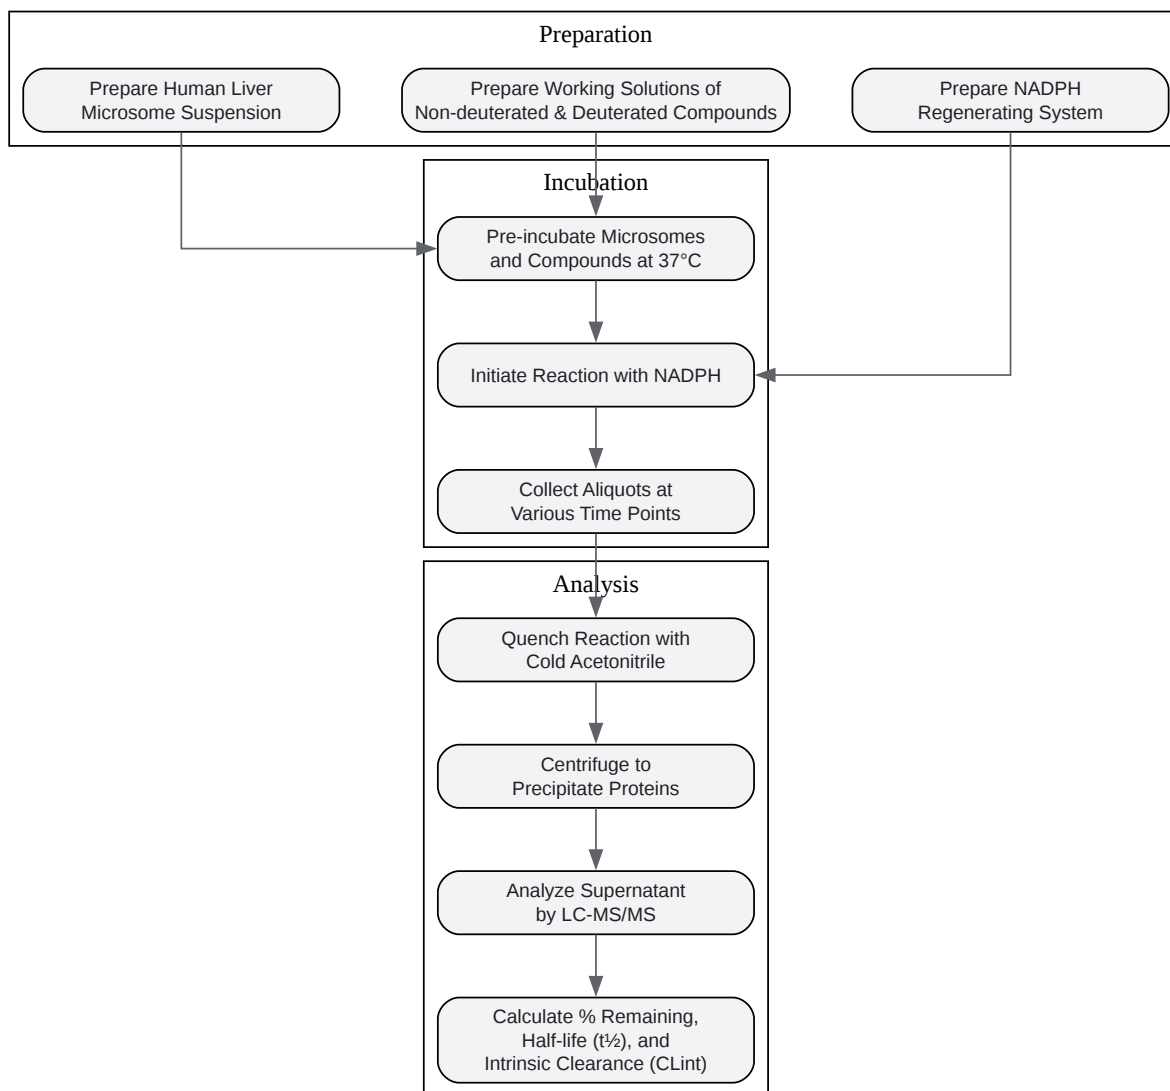 Preparation
Prepare Human Liver
Microsome Suspension
Prepare Working Solutions of
Non-deuterated & Deuterated Compounds
Prepare NADPH
Regenerating System
Incubation
Pre-incubate Microsomes
and Compounds at 37°C
Initiate Reaction with NADPH
Collect Aliquots at
Various Time Points
Analysis
Quench Reaction with
Cold Acetonitrile
Centrifuge to
Precipitate Proteins
Analyze Supernatant
by LC-MS/MS
Calculate % Remaining,
Half-life (t½), and
Intrinsic Clearance (CLint)